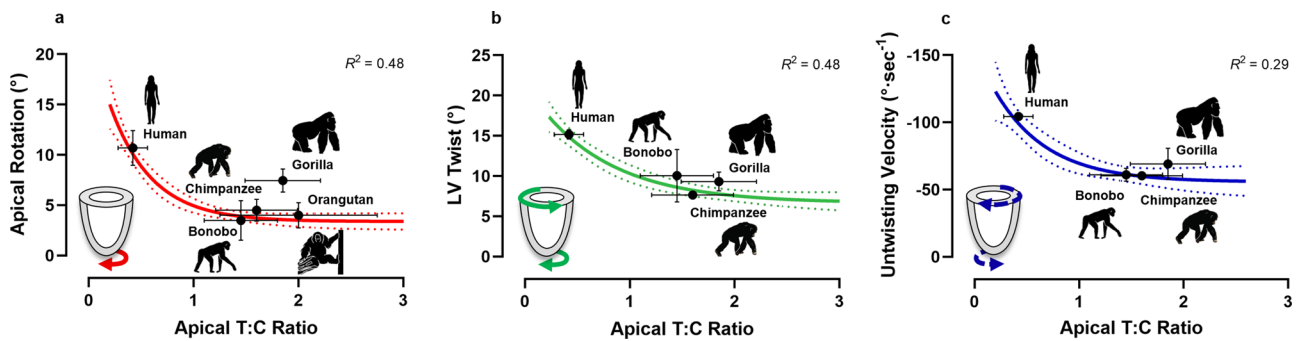 a
Apical Rotation (°)
20
15
10
5
0
R² = 0.48
Human
Chimpanzee
Gorilla
Orangutan
Bonobo
0 1 2 3
Apical T:C Ratio
b
LV Twist (°)
25
20
15
10
5
0
R² = 0.48
Human
Bonobo
Gorilla
Chimpanzee
0 1 2 3
Apical T:C Ratio
c
Untwisting Velocity (°·sec⁻¹)
-150
-100
-50
0
R² = 0.29
Human
Gorilla
Bonobo
Chimpanzee
0 1 2 3
Apical T:C Ratio